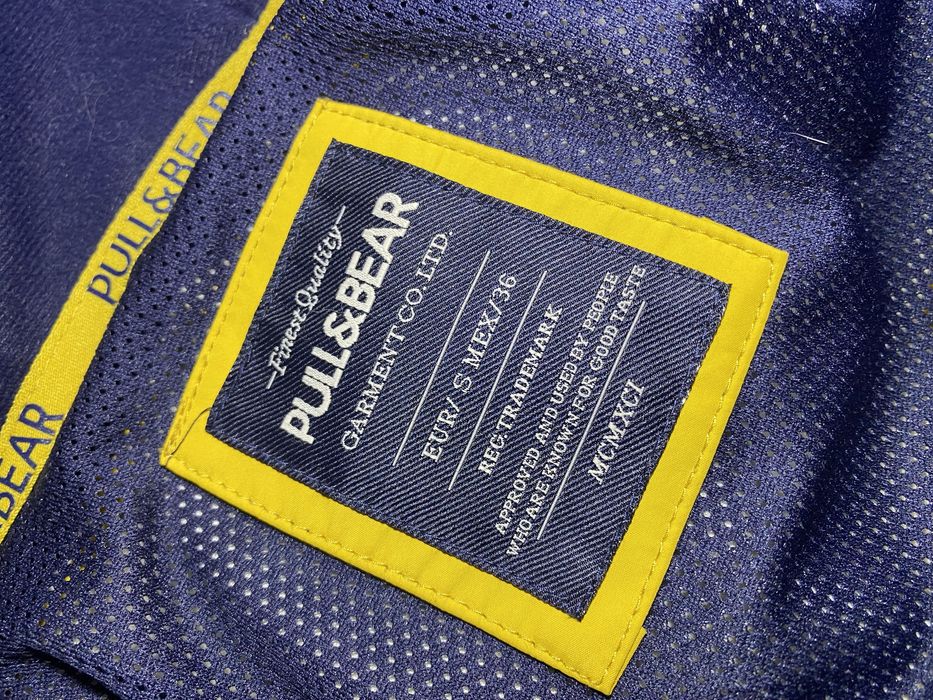 Finest Quality
PULL&BEAR
GARMENT CO. LTD.
EUR/ S MEX/36
REG. TRADEMARK
APPROVED AND USED BY PEOPLE
WHO ARE KNOWN FOR GOOD TASTE
MCMXCI
PULL&BEAR
BEAR